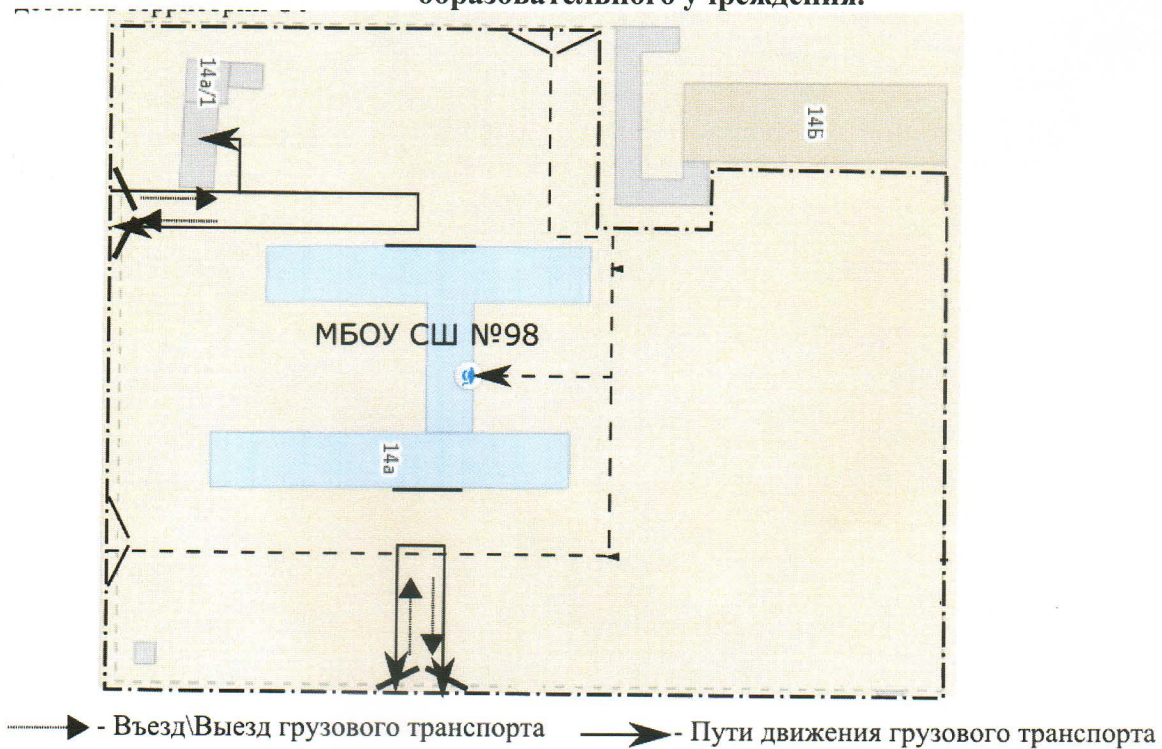 образовательного учреждения.
14а/1
14Б
МБОУ СШ №98
14а
- Въезд\Выезд грузового транспорта
- Пути движения грузового транспорта